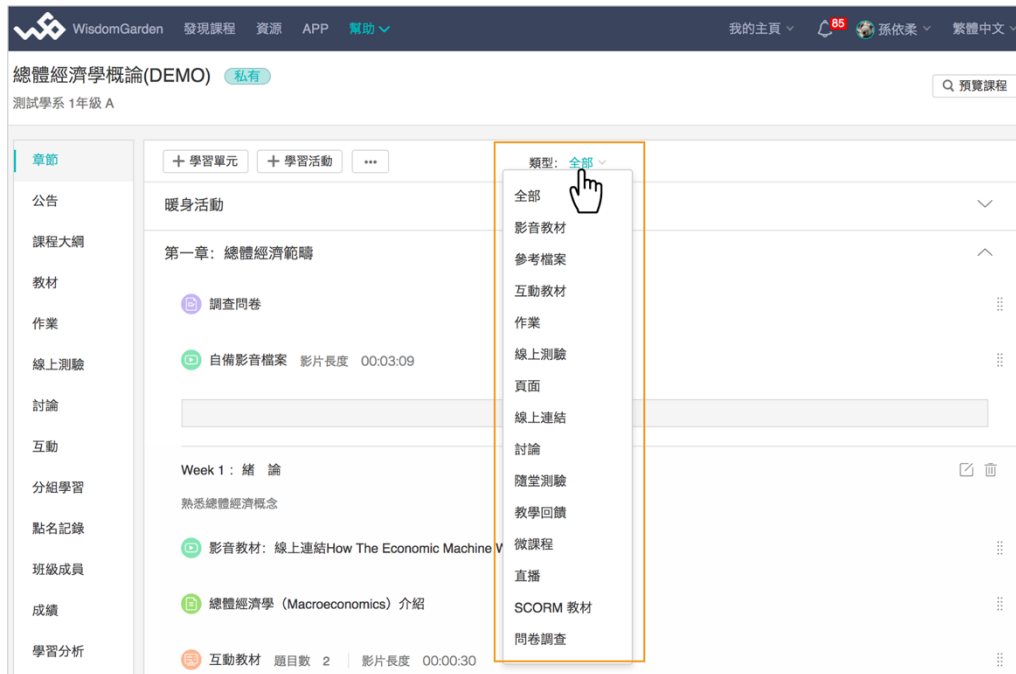 WisdomGarden 發現課程 資源 APP 幫助 我的主頁 85 孫依柔 繁體中文
總體經濟學概論(DEMO) 私有
測試學系 1年級 A
預覽課程
章節
公告
課程大綱
教材
作業
線上測驗
討論
互動
分組學習
點名記錄
班級成員
成績
學習分析
+ 學習單元 + 學習活動 ••• 類型: 全部
暖身活動
第一章: 總體經濟範疇
調查問卷
自備影音檔案 影片長度 00:03:09
Week 1: 緒 論
熟悉總體經濟概念
影音教材: 線上連結How The Economic Machine
總體經濟學（Macroeconomics）介紹
互動教材 題目數 2 | 影片長度 00:00:30
全部
影音教材
參考檔案
互動教材
作業
線上測驗
頁面
線上連結
討論
隨堂測驗
教學回饋
微課程
直播
SCORM 教材
問卷調查